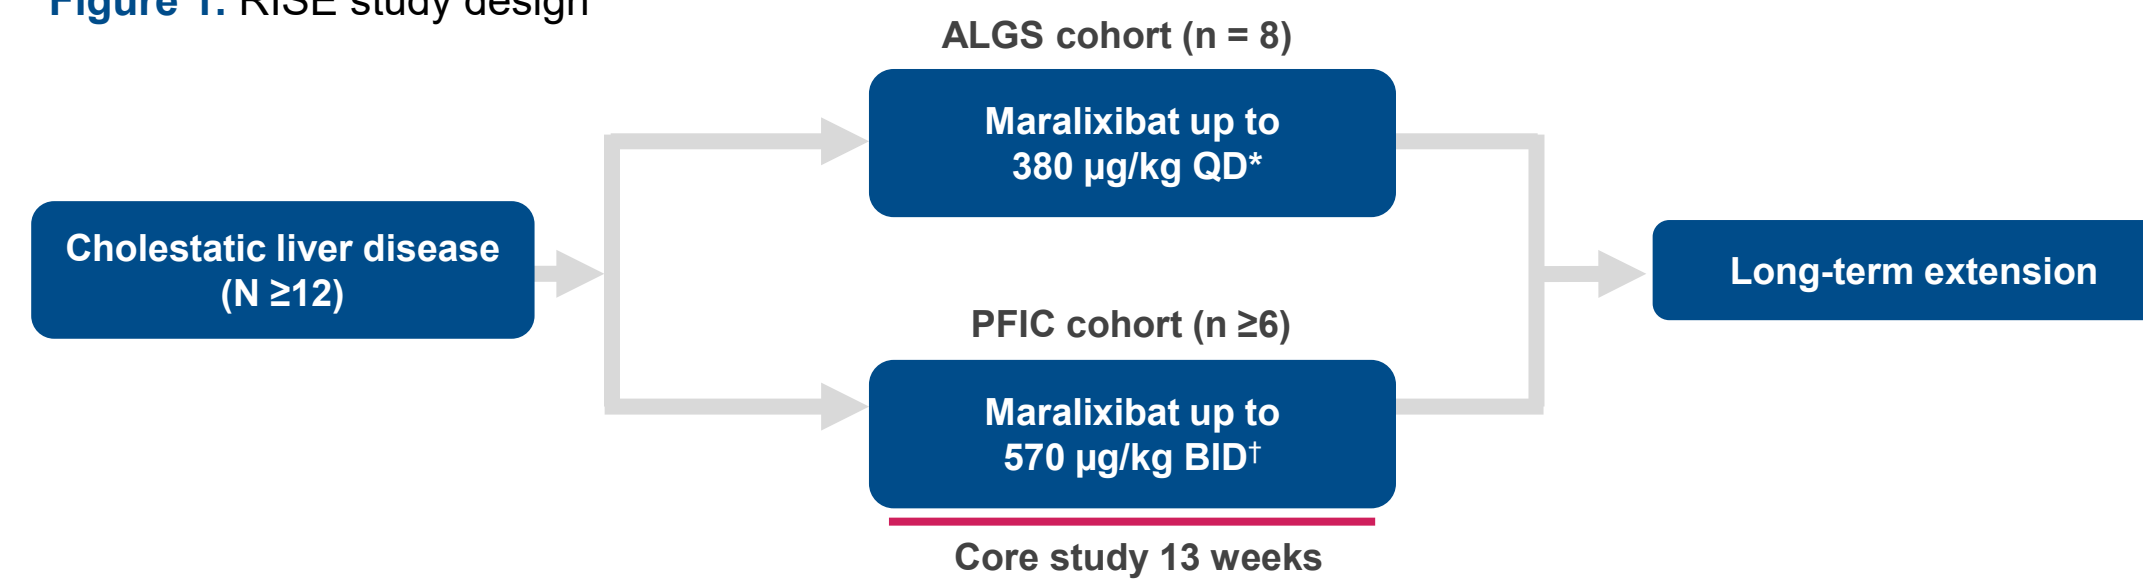 Figure 1. RISE study design
ALGS cohort (n = 8)
Maralixibat up to
380 µg/kg QD*
Cholestatic liver disease
(N ≥12)
Long-term extension
PFIC cohort (n ≥6)
Maralixibat up to
570 µg/kg BID†
Core study 13 weeks